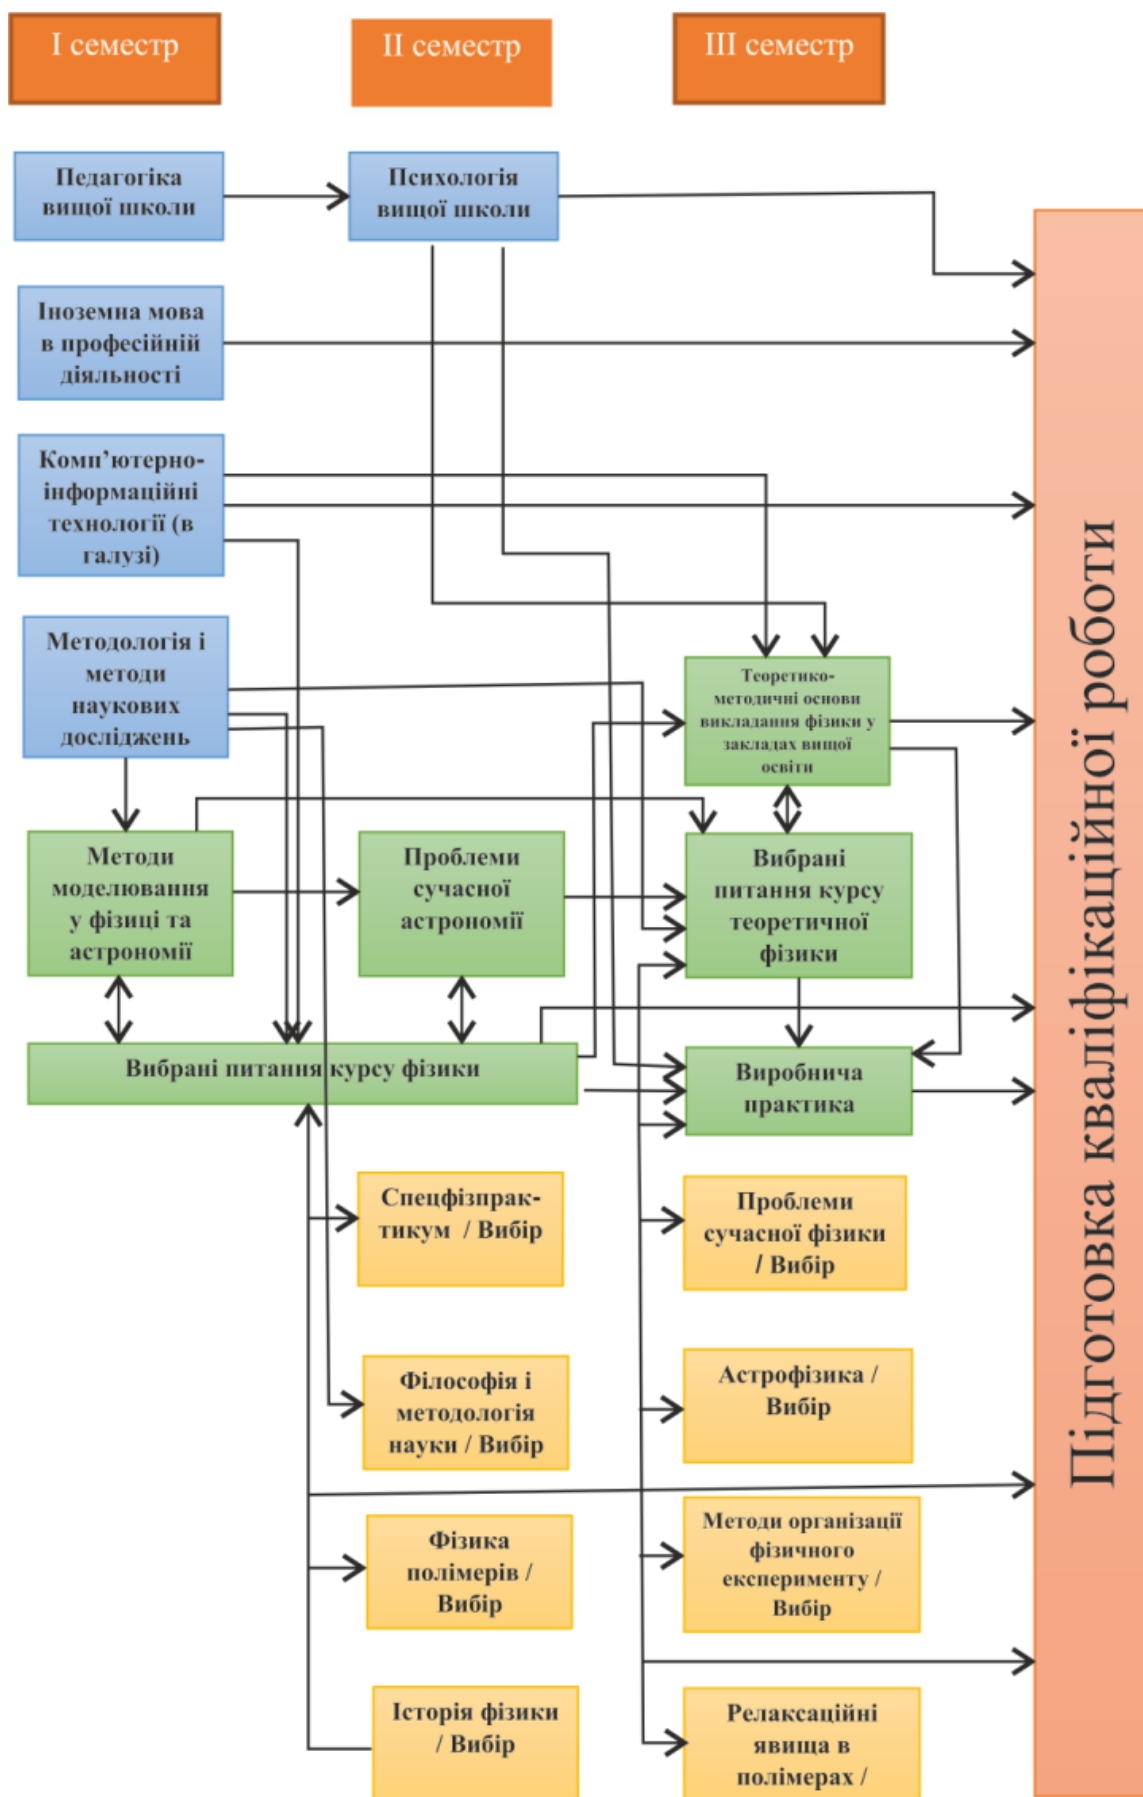 І семестр
ІІ семестр
ІІІ семестр
Педагогіка
вищої школи
Психологія
вищої школи
Іноземна мова
в професійній
діяльності
Комп’ютерно-
інформаційні
технології (в
галузі)
Методологія і
методи
наукових
досліджень
Теоретико-
методичні основи
викладання фізики у
закладах вищої
освіти
Методи
моделювання
у фізиці та
астрономії
Проблеми
сучасної
астрономії
Вибрані
питання курсу
теоретичної
фізики
Вибрані питання курсу фізики
Виробнича
практика
Спецфізпрак-
тикум / Вибір
Проблеми
сучасної фізики
/ Вибір
Філософія і
методологія
науки / Вибір
Астрофізика /
Вибір
Фізика
полімерів /
Вибір
Методи організації
фізичного
експерименту /
Вибір
Історія фізики
/ Вибір
Релаксаційні
явища в
полімерах /
Підготовка кваліфікаційної роботи